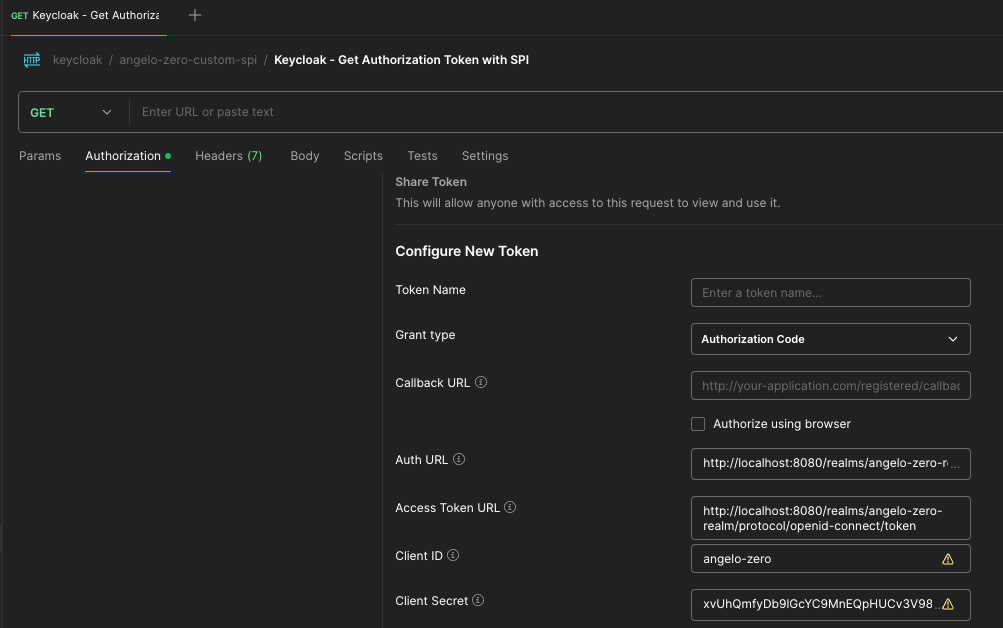 GET Keycloak - Get Authoriza
HTTP keycloak / angelo-zero-custom-spi / Keycloak - Get Authorization Token with SPI
GET Enter URL or paste text
Params Authorization Headers (7) Body Scripts Tests Settings
Share Token
This will allow anyone with access to this request to view and use it.
Configure New Token
Token Name Enter a token name...
Grant type Authorization Code
Callback URL http://your-application.com/registered/callbac
Authorize using browser
Auth URL http://localhost:8080/realms/angelo-zero-r...
Access Token URL http://localhost:8080/realms/angelo-zero-
realm/protocol/openid-connect/token
Client ID angelo-zero
Client Secret xvUhQmfyDb9IGcYC9MnEQpHUCv3V98...